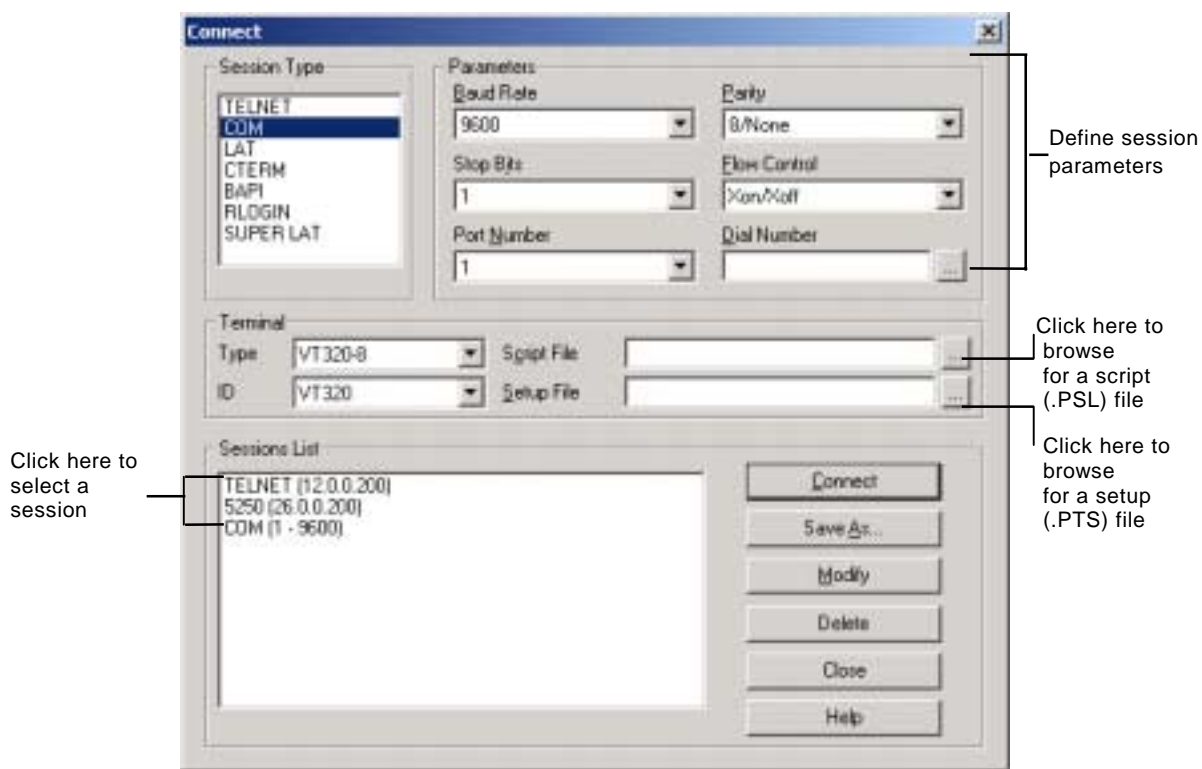 Connect
Session Type
TELNET
COM
LAT
CTERM
BAPI
RLOGIN
SUPER LAT
Parameters
Baud Rate
9600
Parity
8/None
Stop Bits
1
Flow Control
Xon/Xoff
Port Number
1
Dial Number
...
Define session
parameters
Terminal
Type
VT320-8
Script File
...
ID
VT320
Setup File
...
Click here to
browse
for a script
(.PSL) file
Click here to
browse
for a setup
(.PTS) file
Sessions List
TELNET (12.0.0.200)
5250 (26.0.0.200)
COM (1 - 9600)
Click here to
select a
session
Connect
Save As...
Modify
Delete
Close
Help